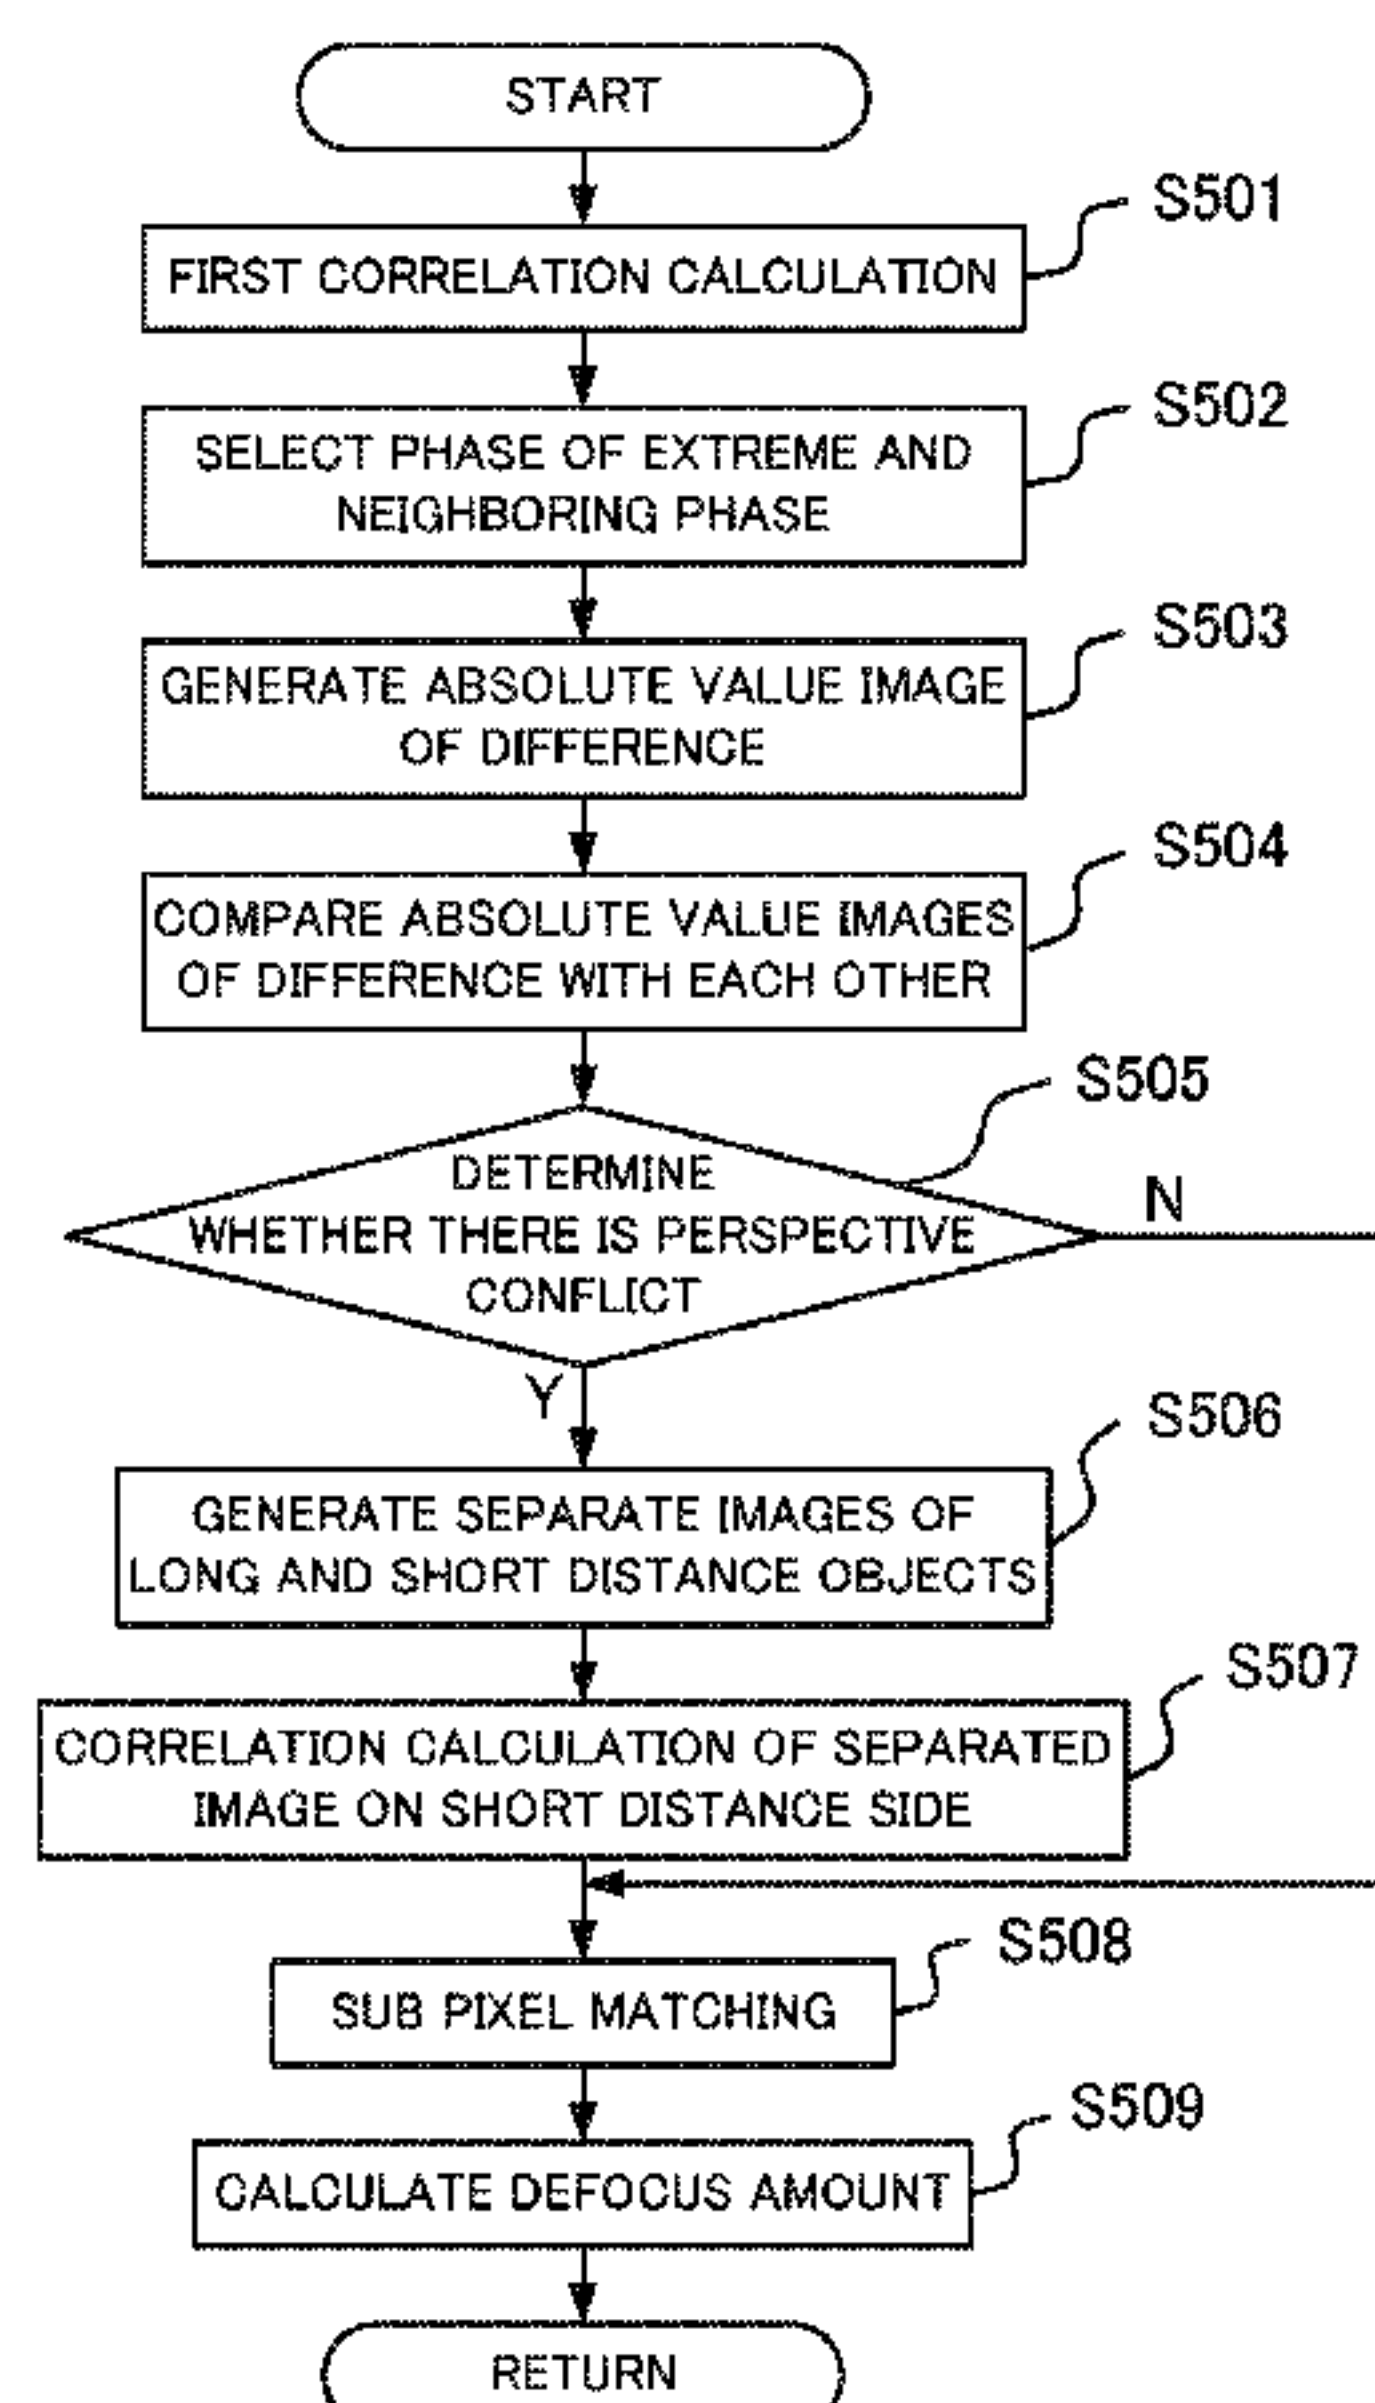 START
S501
FIRST CORRELATION CALCULATION
S502
SELECT PHASE OF EXTREME AND
NEIGHBORING PHASE
S503
GENERATE ABSOLUTE VALUE IMAGE
OF DIFFERENCE
S504
COMPARE ABSOLUTE VALUE IMAGES
OF DIFFERENCE WITH EACH OTHER
S505
DETERMINE
WHETHER THERE IS PERSPECTIVE
CONFLICT
N
Y
S506
GENERATE SEPARATE IMAGES OF
LONG AND SHORT DISTANCE OBJECTS
S507
CORRELATION CALCULATION OF SEPARATED
IMAGE ON SHORT DISTANCE SIDE
S508
SUB PIXEL MATCHING
S509
CALCULATE DEFOCUS AMOUNT
RETURN